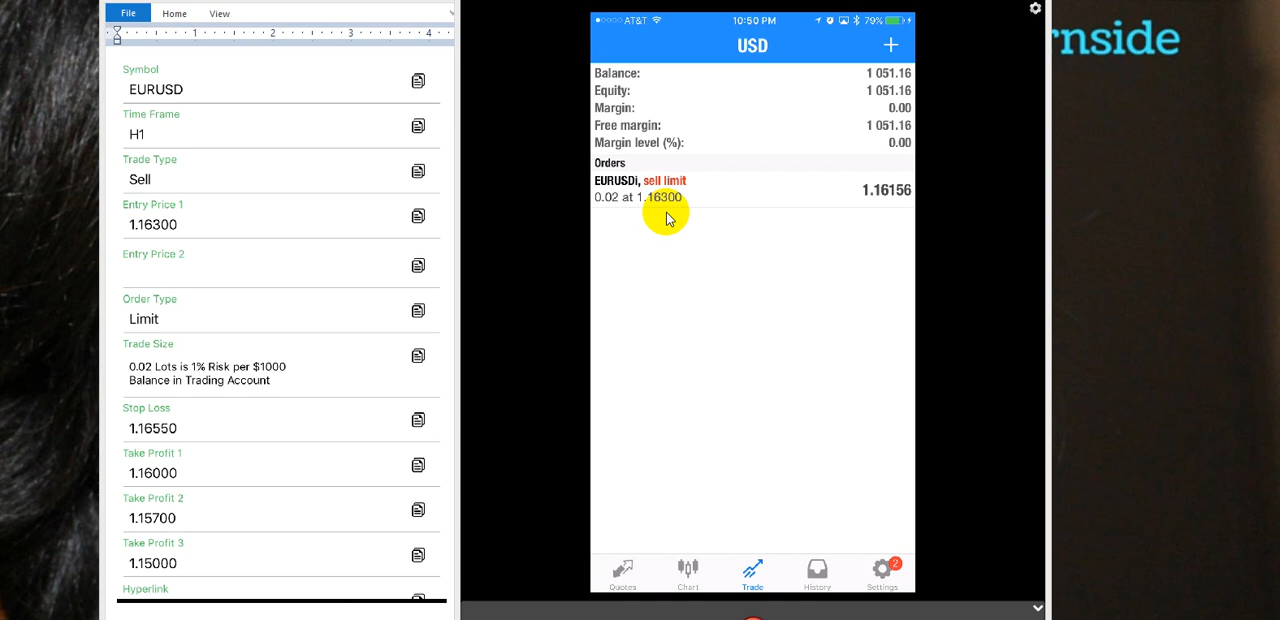 File Home View
1 2 3 4
Symbol
EURUSD
Time Frame
H1
Trade Type
Sell
Entry Price 1
1.16300
Entry Price 2
Order Type
Limit
Trade Size
0.02 Lots is 1% Risk per $1000
Balance in Trading Account
Stop Loss
1.16550
Take Profit 1
1.16000
Take Profit 2
1.15700
Take Profit 3
1.15000
Hyperlink
AT&T 10:50 PM 79%
USD
Balance: 1 051.16
Equity: 1 051.16
Margin: 0.00
Free margin: 1 051.16
Margin level (%): 0.00
Orders
EURUSDi, sell limit
0.02 at 1.16300
1.16156
Quotes Chart Trade History Settings
2
rnside